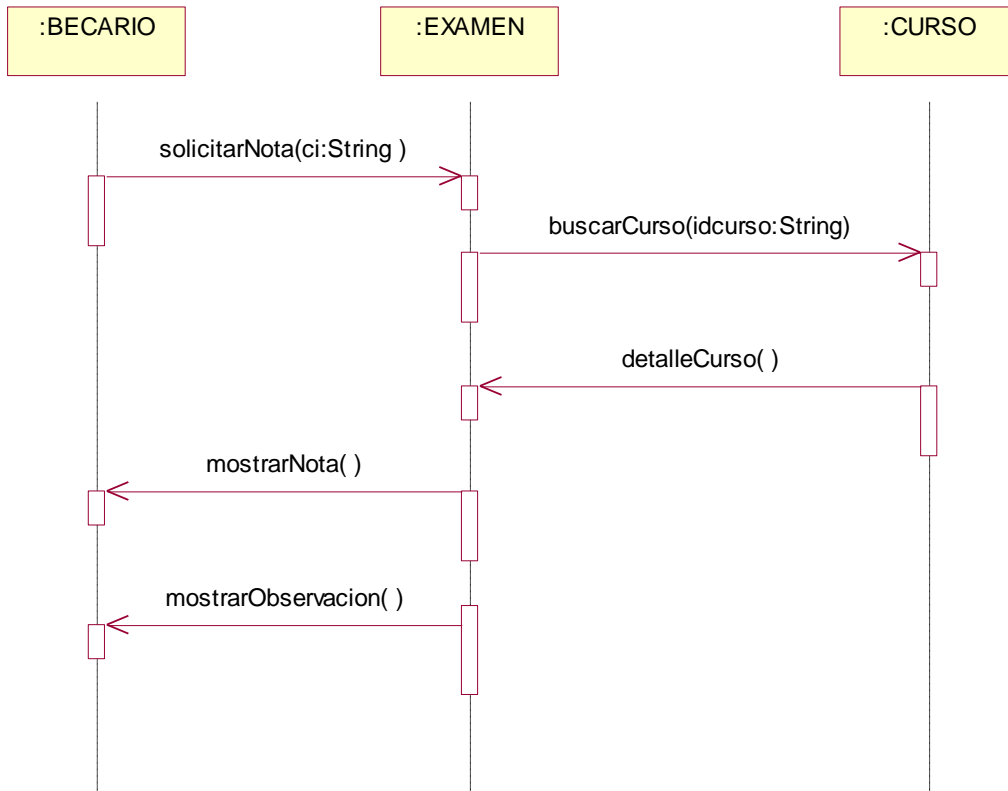 :BECARIO
:EXAMEN
:CURSO
solicitarNota(ci:String )
buscarCurso(idcurso:String)
detalleCurso( )
mostrarNota( )
mostrarObservacion( )